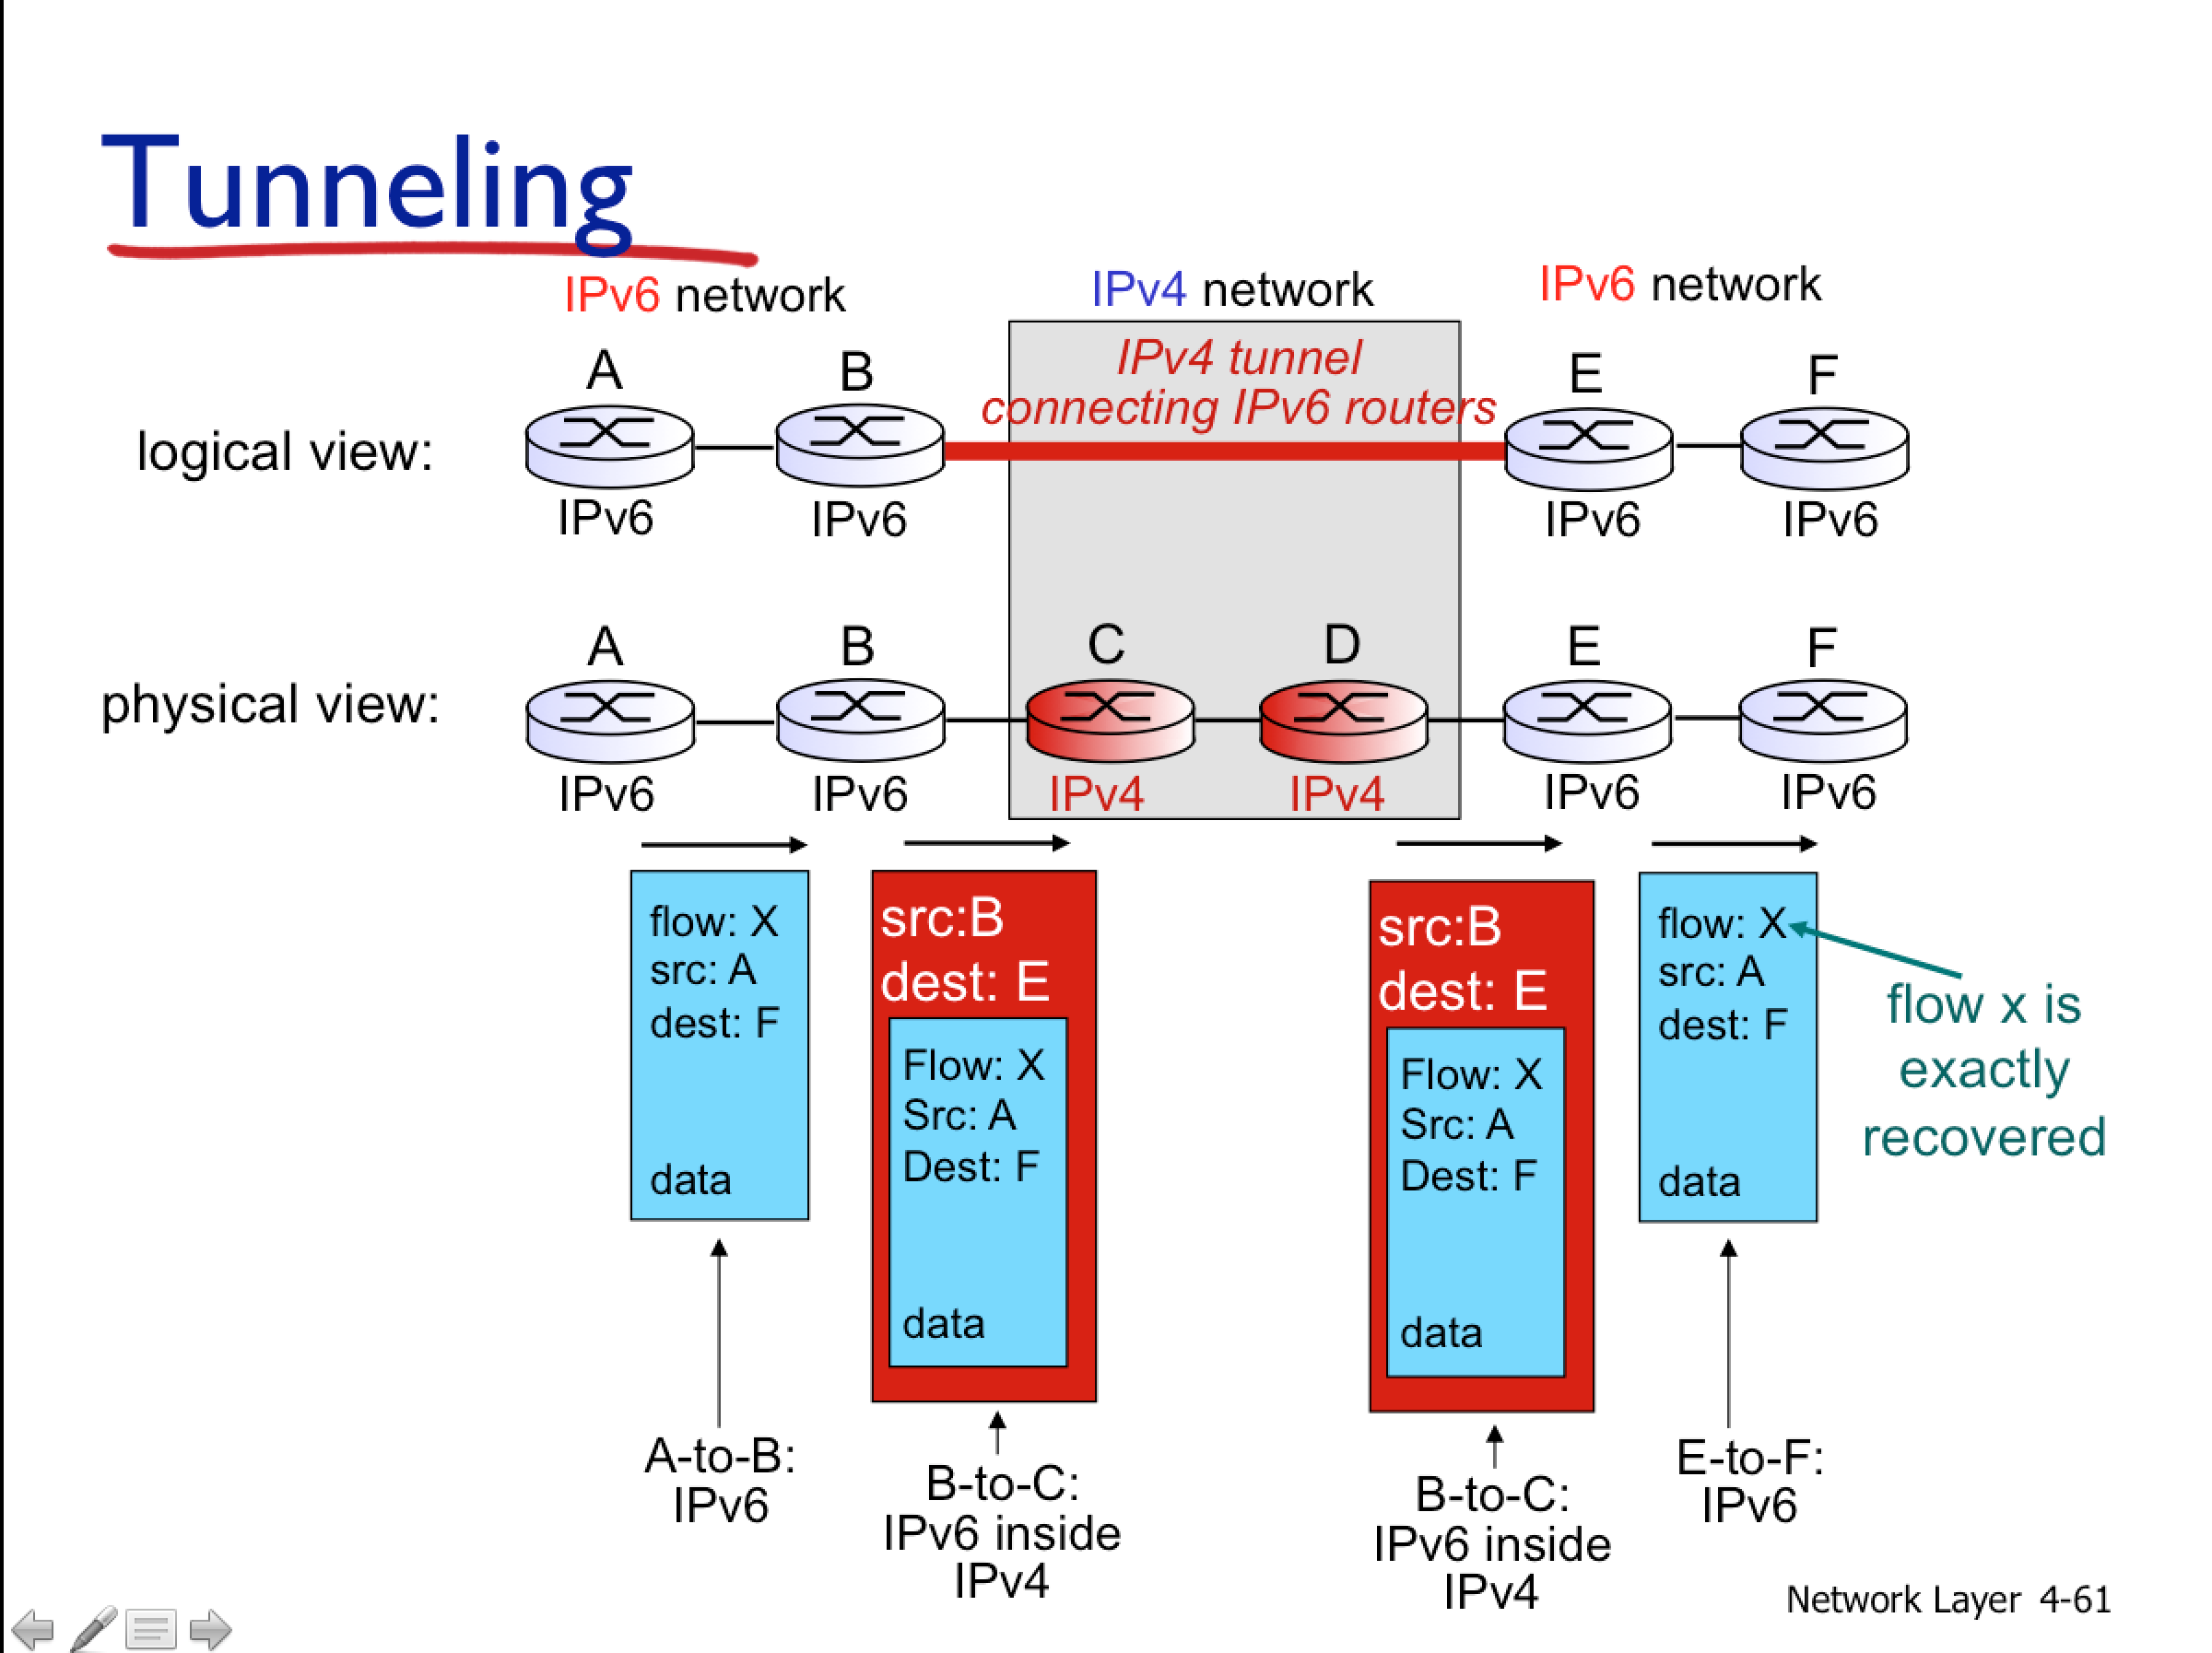 Tunneling
IPv6 network
IPv4 network
IPv6 network
IPv4 tunnel
connecting IPv6 routers
logical view:
A
B
E
F
IPv6
IPv6
IPv6
IPv6
physical view:
A
B
C
D
E
F
IPv6
IPv6
IPv4
IPv4
IPv6
IPv6
flow: X
src: A
dest: F
data
src:B
dest: E
Flow: X
Src: A
Dest: F
data
src:B
dest: E
Flow: X
Src: A
Dest: F
data
flow: X
src: A
dest: F
data
flow x is
exactly
recovered
A-to-B:
IPv6
B-to-C:
IPv6 inside
IPv4
B-to-C:
IPv6 inside
IPv4
E-to-F:
IPv6
Network Layer 4-61